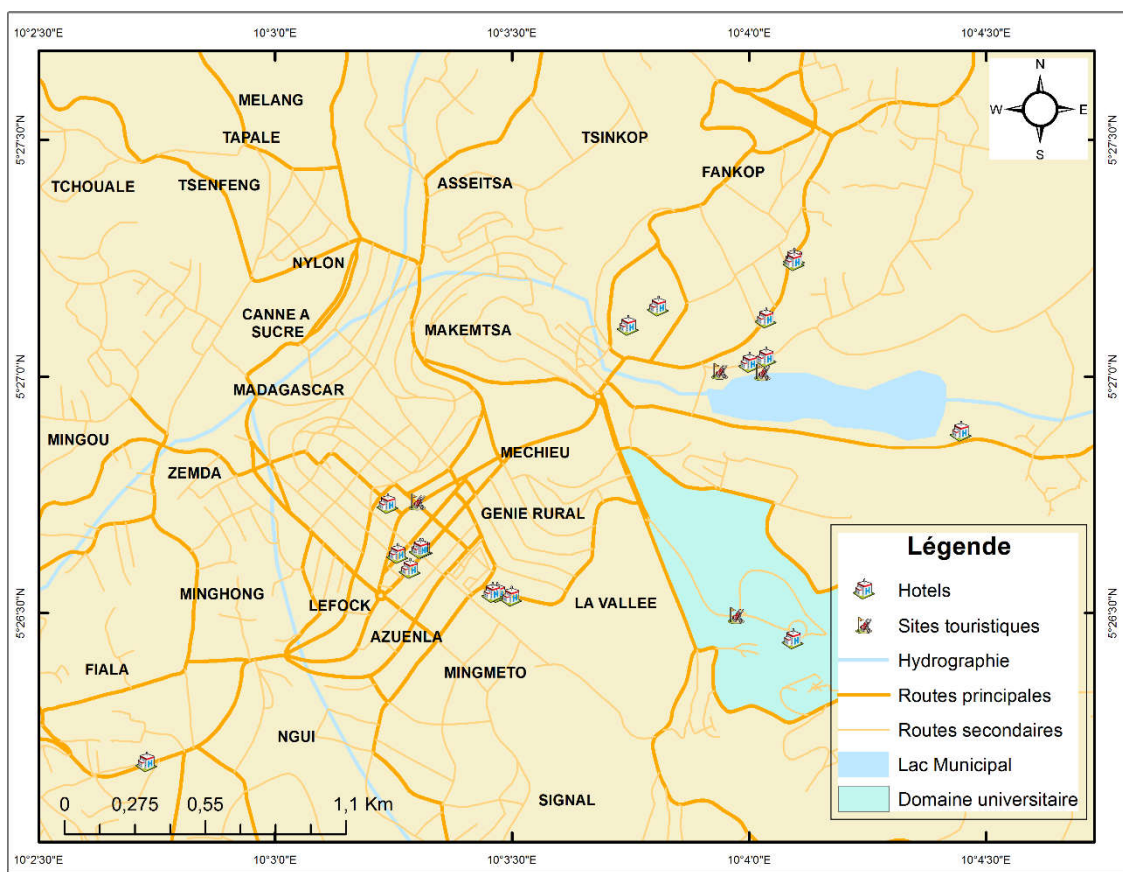 10°2'30"E 10°3'0"E 10°3'30"E 10°4'0"E 10°4'30"E
N
W E
S
5°27'30"N 5°27'30"N
5°27'0"N 5°27'0"N
5°26'30"N 5°26'30"N
MELANG
TAPALE
TSINKOP
TCHOUALE
TSENFENG
ASSEITSA
FANKOP
NYLON
CANNE A
SUCRE
MAKEMTSA
MADAGASCAR
MINGOU
ZEMDA
MECHIEU
GENIE RURAL
MINGHONG
LEFOCK
LA VALLEE
AZUENLA
FIALA
MINGMETO
NGUI
SIGNAL
Légende
Hotels
Sites touristiques
Hydrographie
Routes principales
Routes secondaires
Lac Municipal
Domaine universitaire
0 0,275 0,55 1,1 Km
10°2'30"E 10°3'0"E 10°3'30"E 10°4'0"E 10°4'30"E